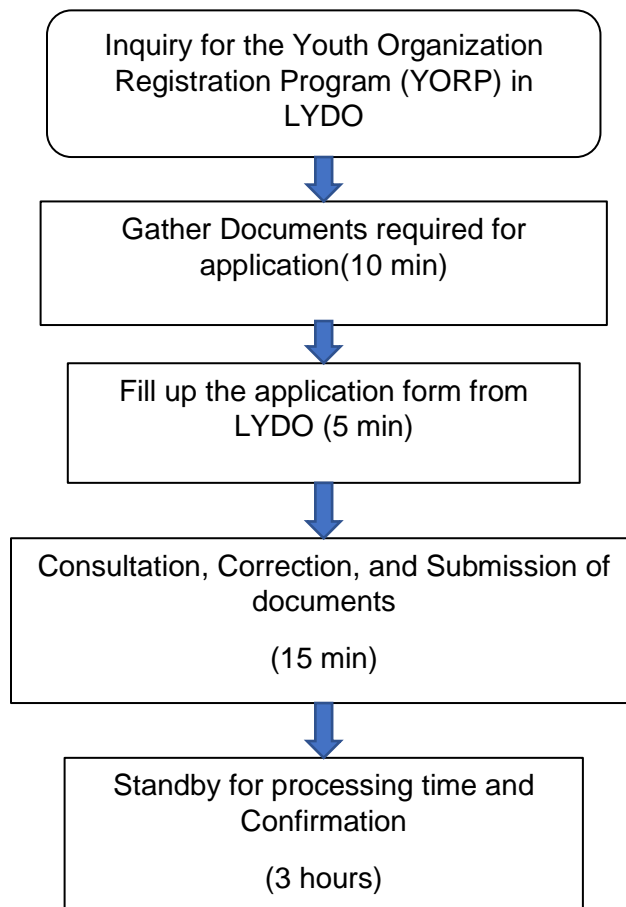 Inquiry for the Youth Organization
Registration Program (YORP) in
LYDO
Gather Documents required for
application(10 min)
Fill up the application form from
LYDO (5 min)
Consultation, Correction, and Submission of
documents
(15 min)
Standby for processing time and
Confirmation
(3 hours)